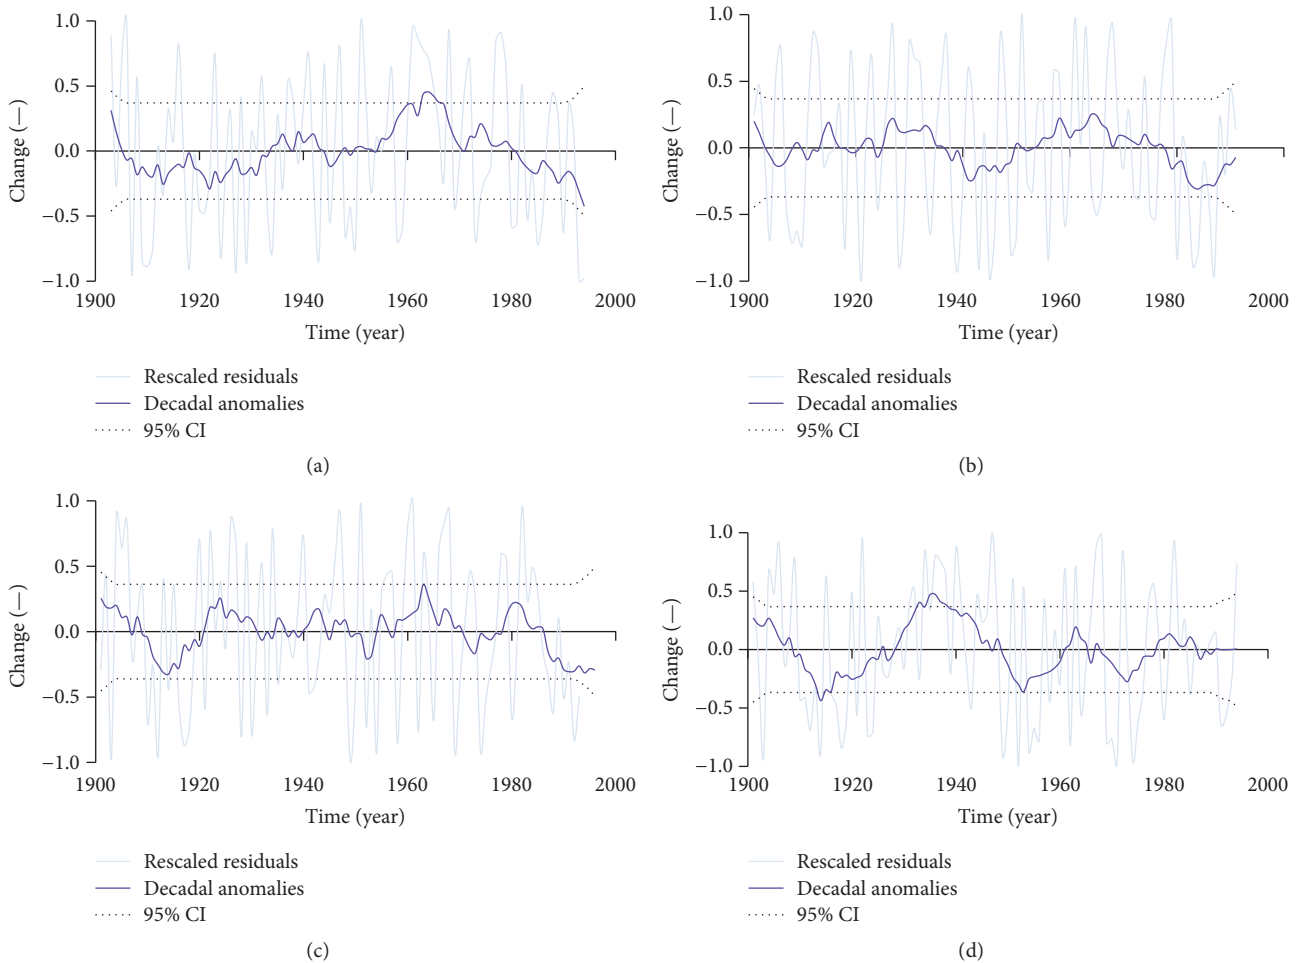 1.0
0.5
0.0
−0.5
−1.0
Change (—)
1900 1920 1940 1960 1980 2000
Time (year)
Rescaled residuals
Decadal anomalies
95% CI
(a)
1.0
0.5
0.0
−0.5
−1.0
Change (—)
1900 1920 1940 1960 1980 2000
Time (year)
Rescaled residuals
Decadal anomalies
95% CI
(b)
1.0
0.5
0.0
−0.5
−1.0
Change (—)
1900 1920 1940 1960 1980 2000
Time (year)
Rescaled residuals
Decadal anomalies
95% CI
(c)
1.0
0.5
0.0
−0.5
−1.0
Change (—)
1900 1920 1940 1960 1980 2000
Time (year)
Rescaled residuals
Decadal anomalies
95% CI
(d)